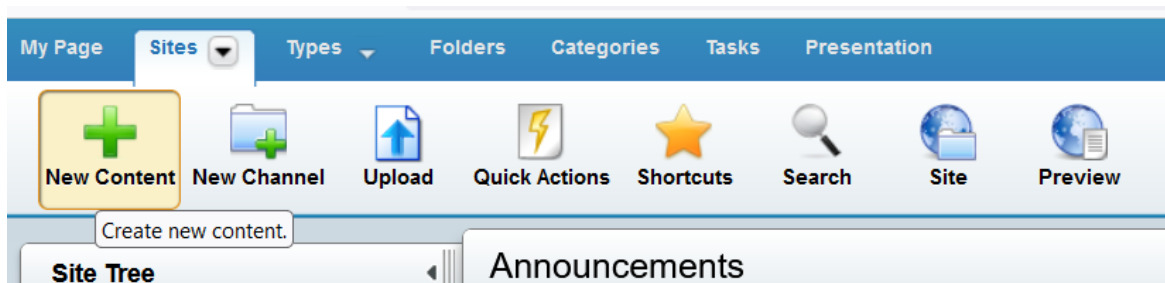 My Page Sites Types Folders Categories Tasks Presentation
New Content New Channel Upload Quick Actions Shortcuts Search Site Preview
Create new content.
Site Tree
Announcements